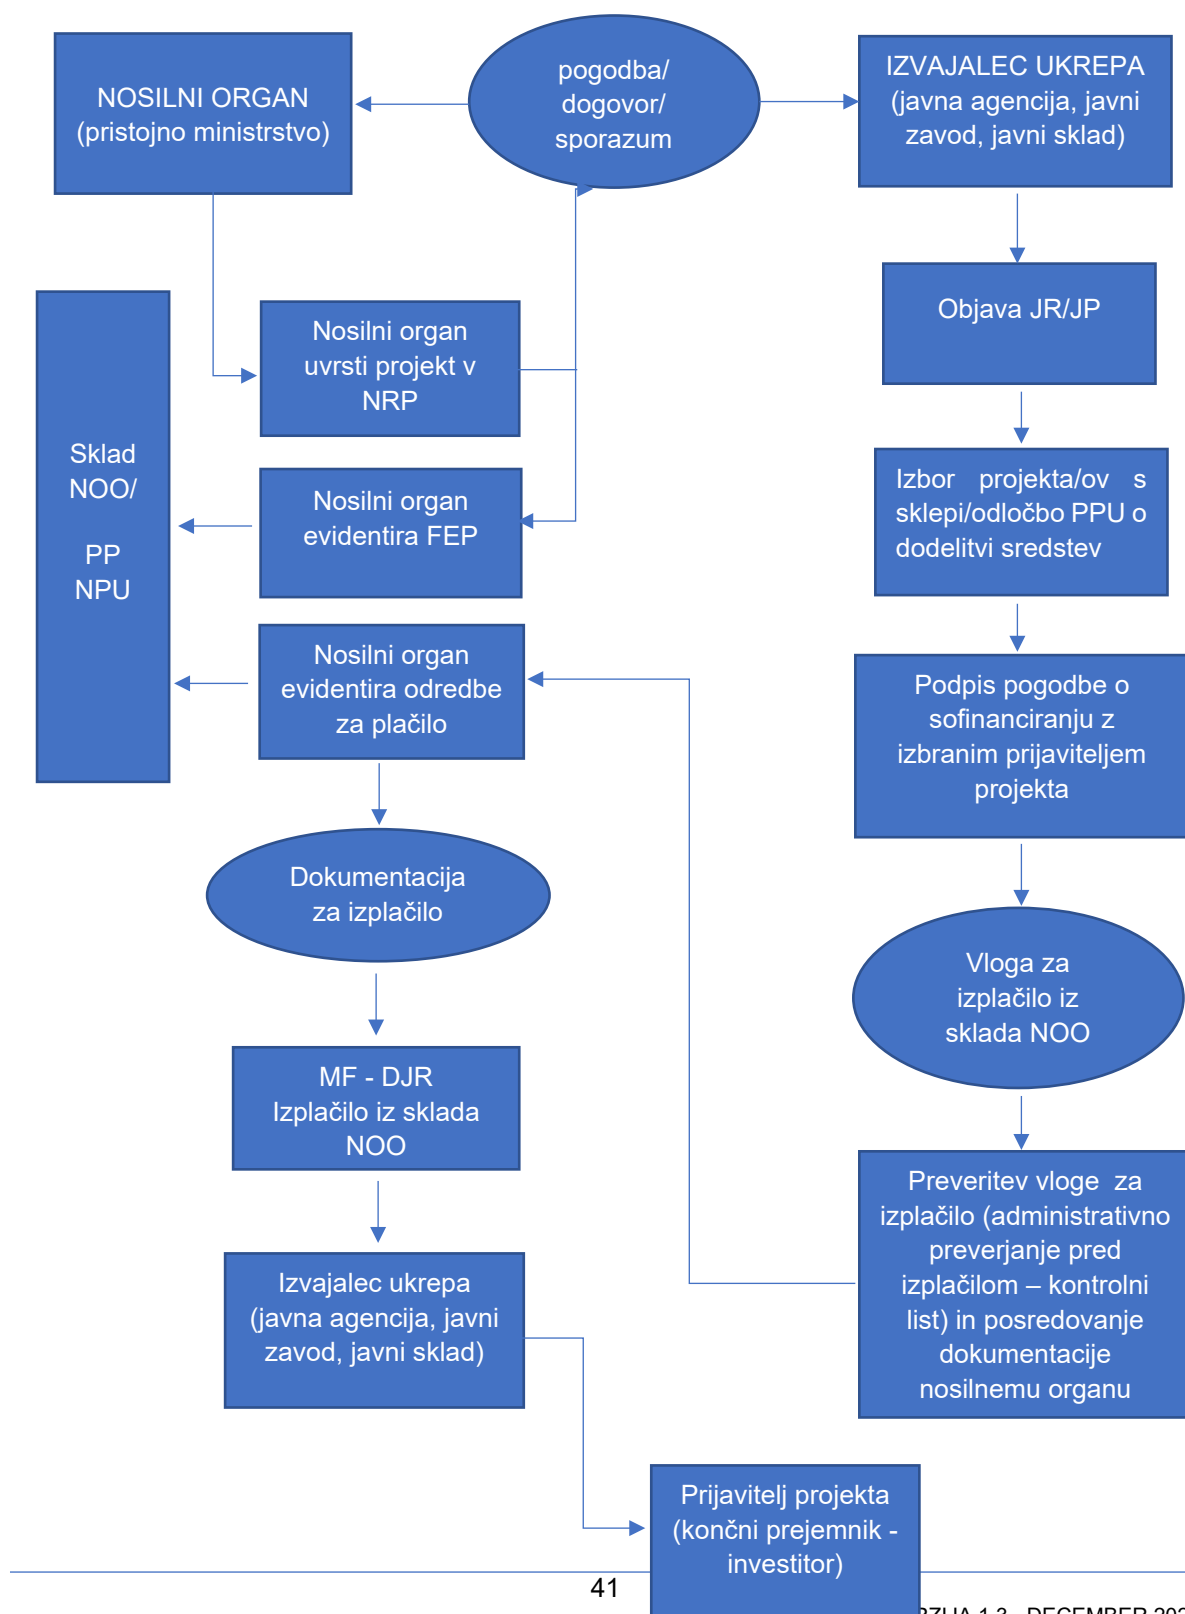 NOSILNI ORGAN
(pristojno ministrstvo)
pogodba/
dogovor/
sporazum
IZVAJALEC UKREPA
(javna agencija, javni
zavod, javni sklad)
Objava JR/JP
Nosilni organ
uvrsti projekt v
NRP
Sklad
NOO/
PP
NPU
Nosilni organ
evidentira FEP
Izbor projekta/ov s
sklepi/odločbo PPU o
dodelitvi sredstev
Nosilni organ
evidentira odredbe
za plačilo
Podpis pogodbe o
sofinanciranju z
izbranim prijaviteljem
projekta
Dokumentacija
za izplačilo
Vloga za
izplačilo iz
sklada NOO
MF - DJR
Izplačilo iz sklada
NOO
Preveritev vloge za
izplačilo (administrativno
preverjanje pred
izplačilom – kontrolni
list) in posredovanje
dokumentacije
nosilnemu organu
Izvajalec ukrepa
(javna agencija, javni
zavod, javni sklad)
Prijavitelj projekta
(končni prejemnik -
investitor)
41
1.3 - DECEMBER